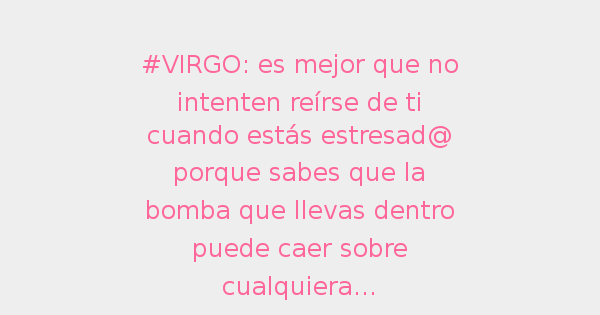 #VIRGO: es mejor que no
intenten reírse de ti
cuando estás estresad@
porque sabes que la
bomba que llevas dentro
puede caer sobre
cualquiera...